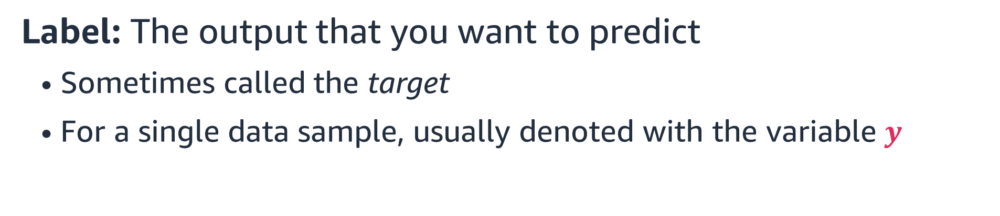 Label: The output that you want to predict
• Sometimes called the target
• For a single data sample, usually denoted with the variable y